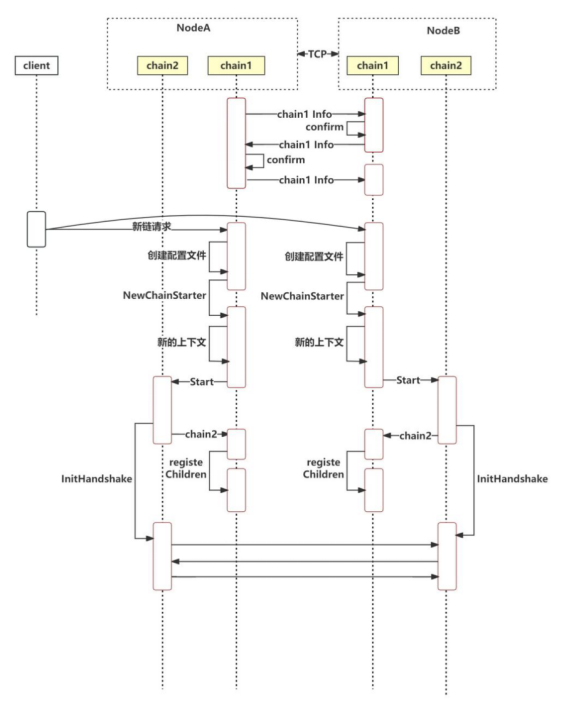 NodeA
NodeB
TCP
client
chain2
chain1
chain1
chain2
chain1 Info
confirm
chain1 Info
confirm
chain1 Info
新链请求
创建配置文件
创建配置文件
NewChainStarter
NewChainStarter
新的上下文
新的上下文
Start
Start
chain2
chain2
registe
Children
registe
Children
InitHandshake
InitHandshake